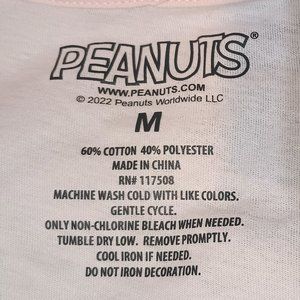 PEANUTS®
WWW.PEANUTS.COM
© 2022 Peanuts Worldwide LLC
M
60% COTTON 40% POLYESTER
MADE IN CHINA
RN# 117508
MACHINE WASH COLD WITH LIKE COLORS.
GENTLE CYCLE.
ONLY NON-CHLORINE BLEACH WHEN NEEDED.
TUMBLE DRY LOW. REMOVE PROMPTLY.
COOL IRON IF NEEDED.
DO NOT IRON DECORATION.